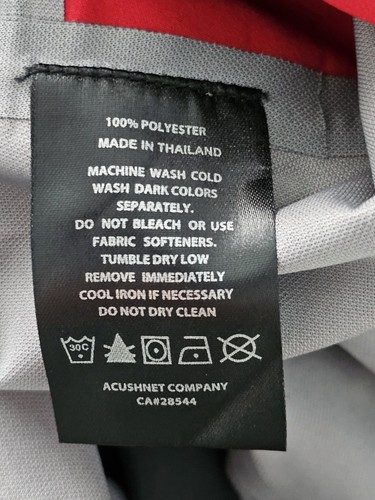 100% POLYESTER
MADE IN THAILAND
MACHINE WASH COLD
WASH DARK COLORS
SEPARATELY.
DO NOT BLEACH OR USE
FABRIC SOFTENERS.
TUMBLE DRY LOW
REMOVE IMMEDIATELY
COOL IRON IF NECESSARY
DO NOT DRY CLEAN
30C
ACUSHNET COMPANY
CA#28544